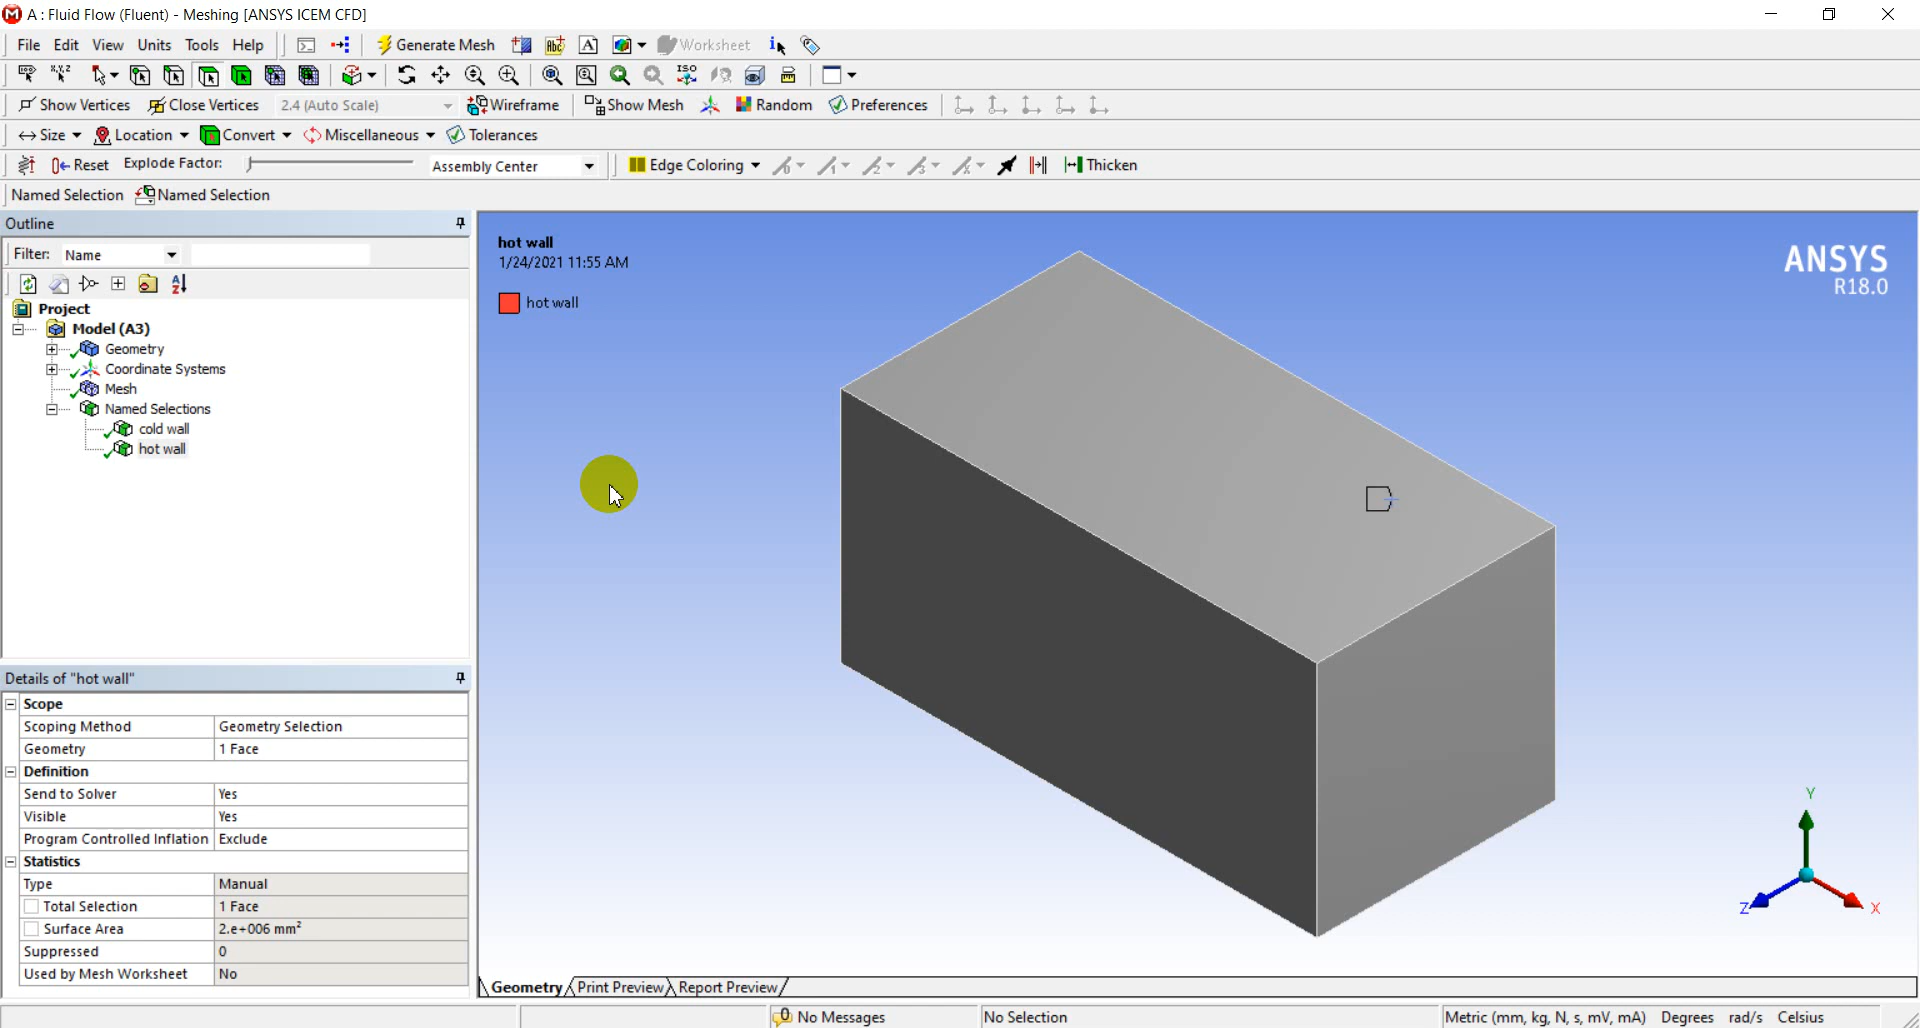 A : Fluid Flow (Fluent) - Meshing [ANSYS ICEM CFD]
File Edit View Units Tools Help Generate Mesh Worksheet
Show Vertices Close Vertices 2.4 (Auto Scale) Wireframe Show Mesh Random Preferences
Size Location Convert Miscellaneous Tolerances
Reset Explode Factor: Assembly Center Edge Coloring Thicken
Named Selection Named Selection
Outline
Filter: Name
Project
Model (A3)
Geometry
Coordinate Systems
Mesh
Named Selections
cold wall
hot wall
Details of "hot wall"
Scope
Scoping Method Geometry Selection
Geometry 1 Face
Definition
Send to Solver Yes
Visible Yes
Program Controlled Inflation Exclude
Statistics
Type Manual
Total Selection 1 Face
Surface Area 2.e+006 mm²
Suppressed 0
Used by Mesh Worksheet No
hot wall
1/24/2021 11:55 AM
hot wall
ANSYS
R18.0
Y
Z X
Geometry Print Preview Report Preview
0 No Messages No Selection Metric (mm, kg, N, s, mV, mA) Degrees rad/s Celsius